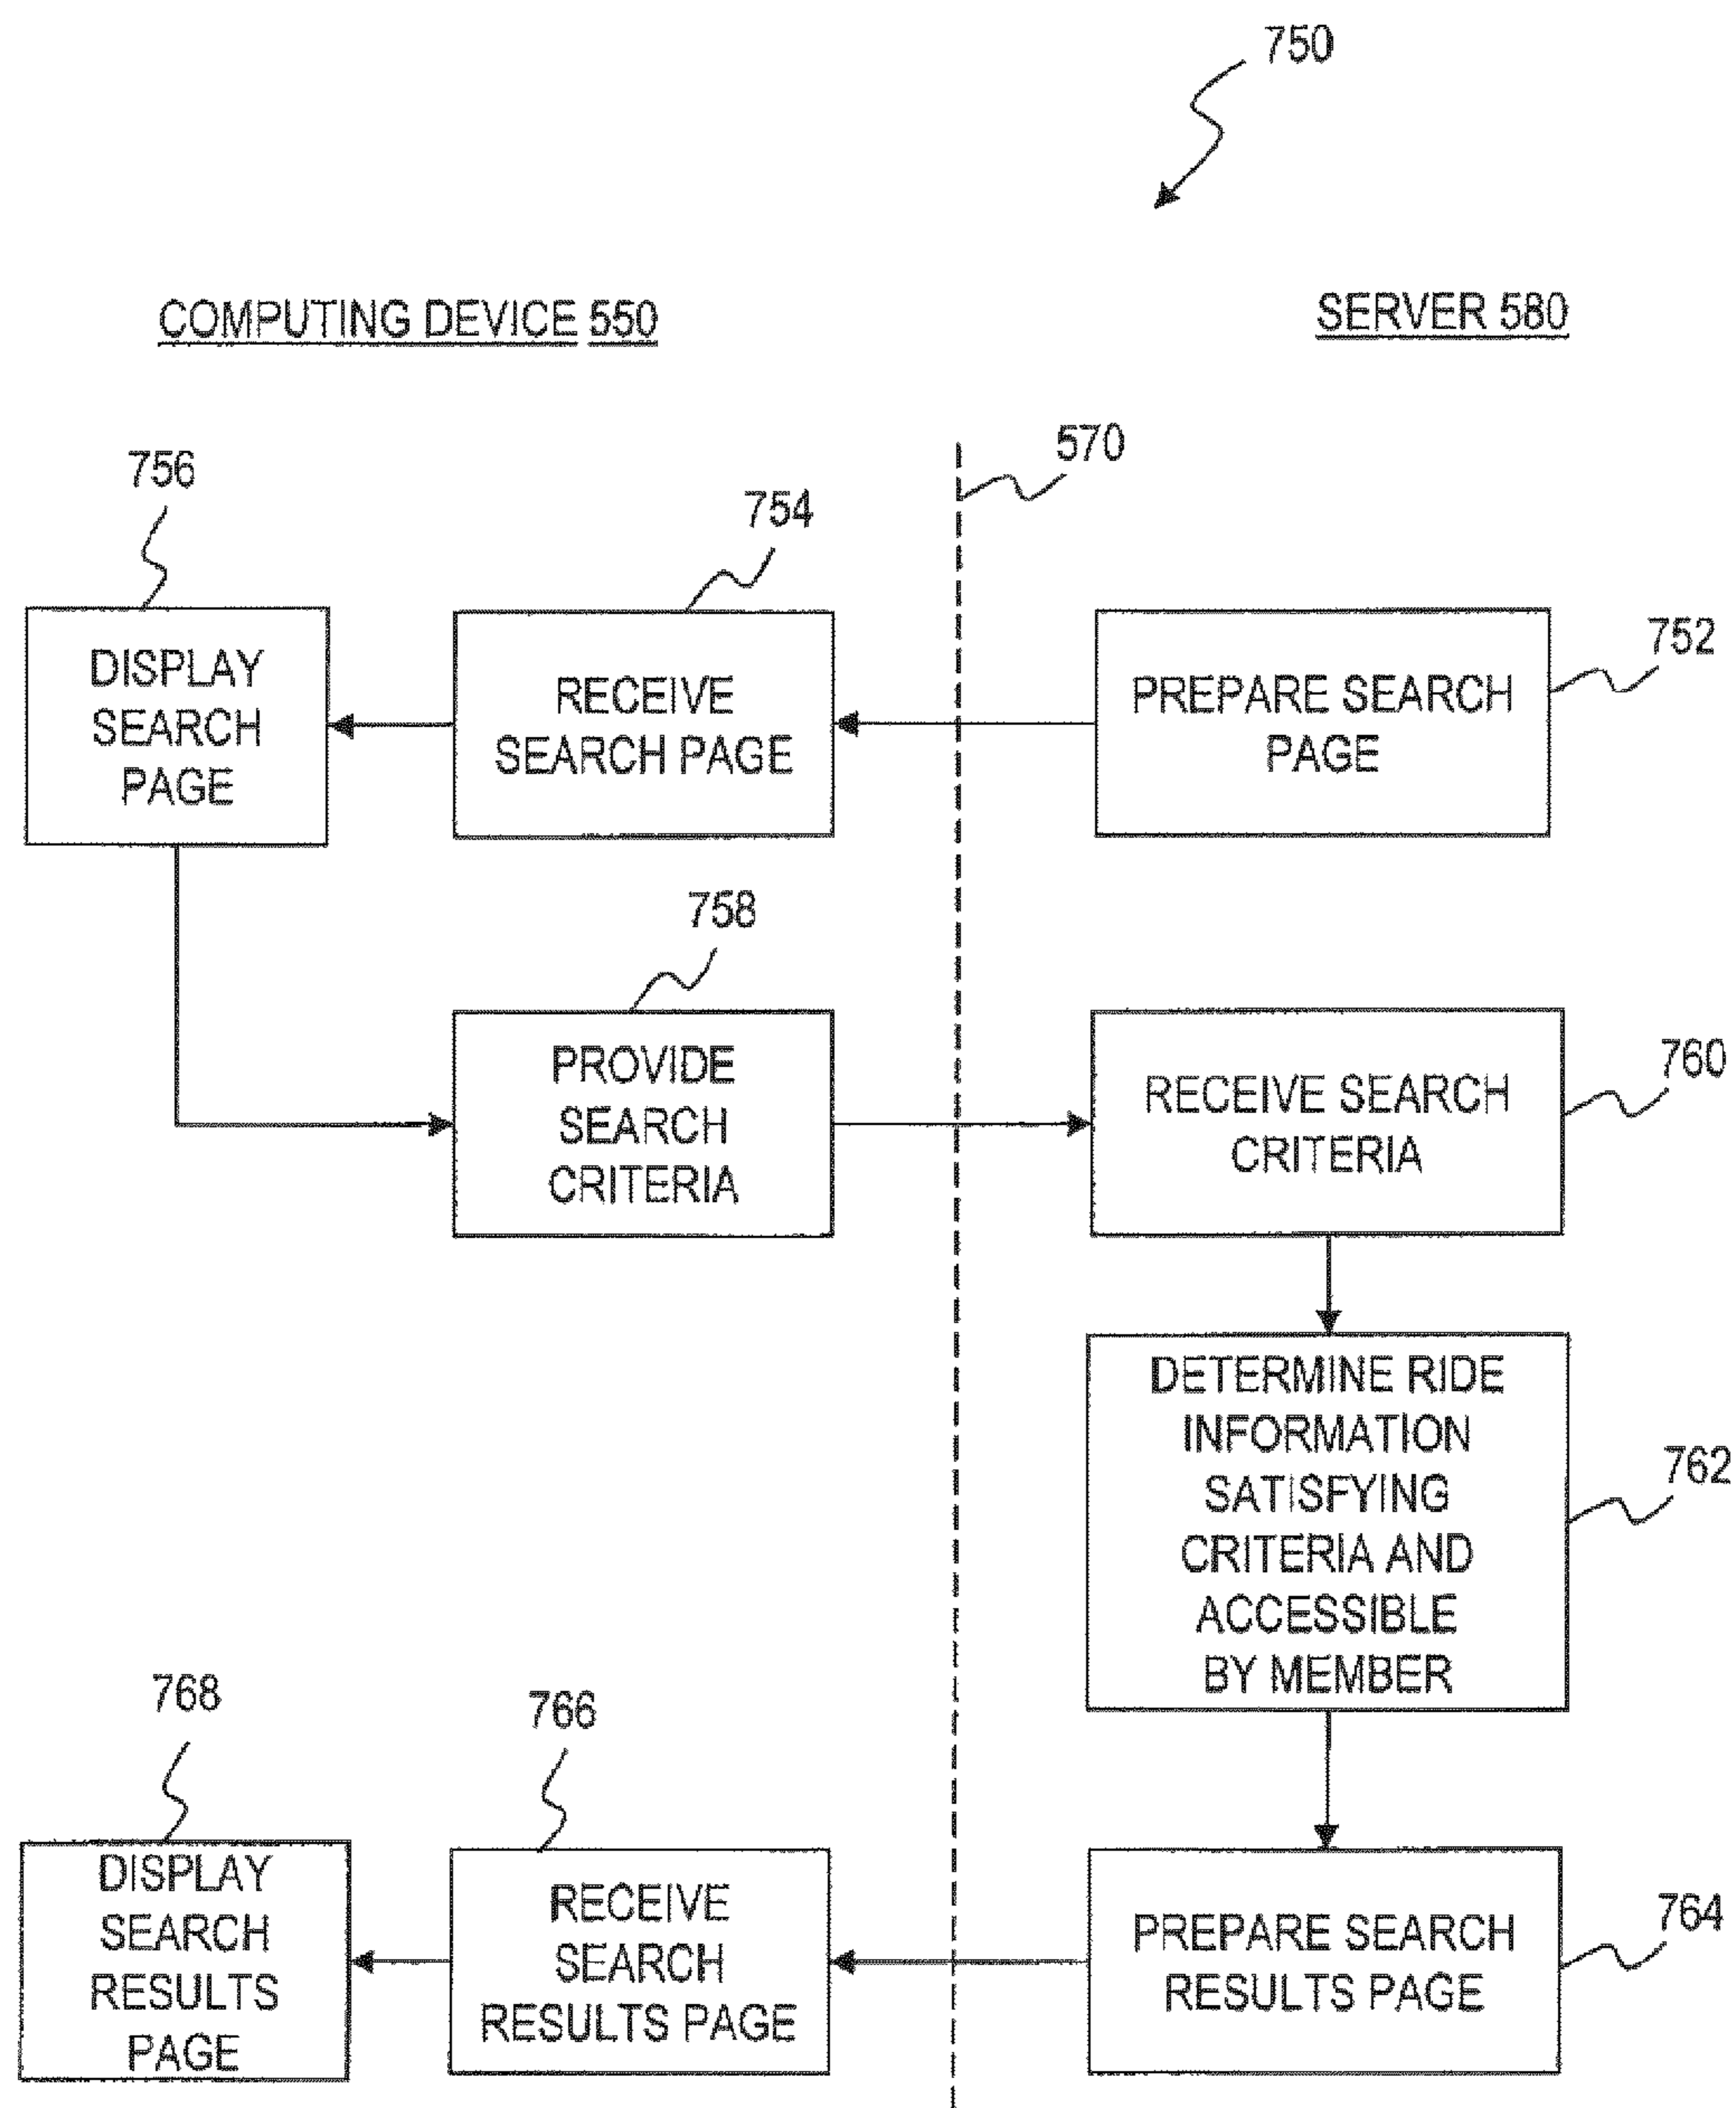 750
COMPUTING DEVICE 550
SERVER 580
570
756
754
752
DISPLAY
SEARCH
PAGE
RECEIVE
SEARCH PAGE
PREPARE SEARCH
PAGE
758
760
PROVIDE
SEARCH
CRITERIA
RECEIVE SEARCH
CRITERIA
762
DETERMINE RIDE
INFORMATION
SATISFYING
CRITERIA AND
ACCESSIBLE
BY MEMBER
768
766
764
DISPLAY
SEARCH
RESULTS
PAGE
RECEIVE
SEARCH
RESULTS PAGE
PREPARE SEARCH
RESULTS PAGE